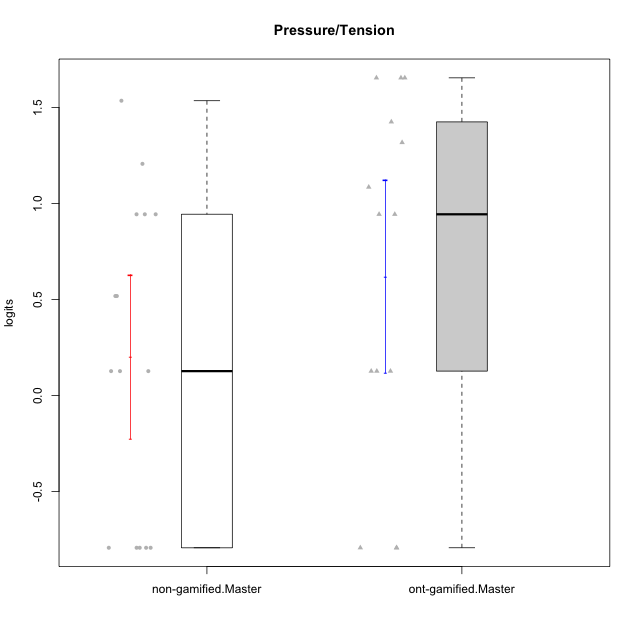 Pressure/Tension
logits
1.5
1.0
0.5
0.0
-0.5
non-gamified.Master
ont-gamified.Master